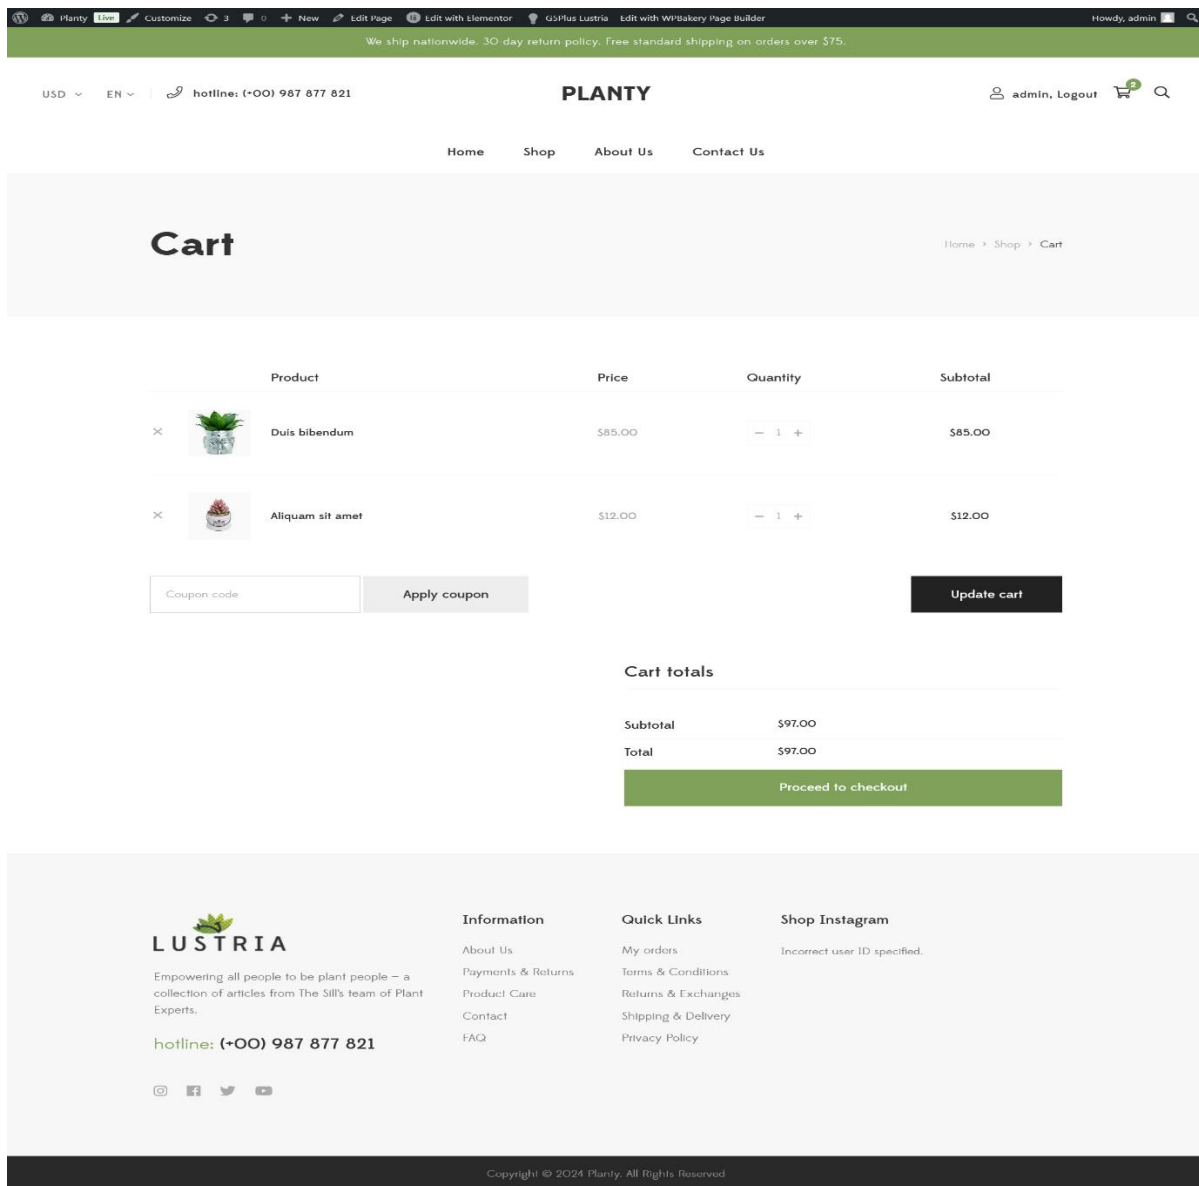 Planty Live Customize 3 0 New Edit Page Edit with Elementor G5Plus Lustria Edit with WPBakery Page Builder Howdy, admin
We ship nationwide. 30 day return policy. Free standard shipping on orders over $75.
USD EN hotline: (+00) 987 877 821 PLANTY admin, Logout 2
Home Shop About Us Contact Us
Cart Home > Shop > Cart
Product Price Quantity Subtotal
× Duis bibendum $85.00 − 1 + $85.00
× Aliquam sit amet $12.00 − 1 + $12.00
Coupon code Apply coupon Update cart
Cart totals
Subtotal $97.00
Total $97.00
Proceed to checkout
LUSTRIA
Empowering all people to be plant people – a
collection of articles from The Sill's team of Plant
Experts.
hotline: (+00) 987 877 821
Information
About Us
Payments & Returns
Product Care
Contact
FAQ
Quick Links
My orders
Terms & Conditions
Returns & Exchanges
Shipping & Delivery
Privacy Policy
Shop Instagram
Incorrect user ID specified.
Copyright © 2024 Planty. All Rights Reserved